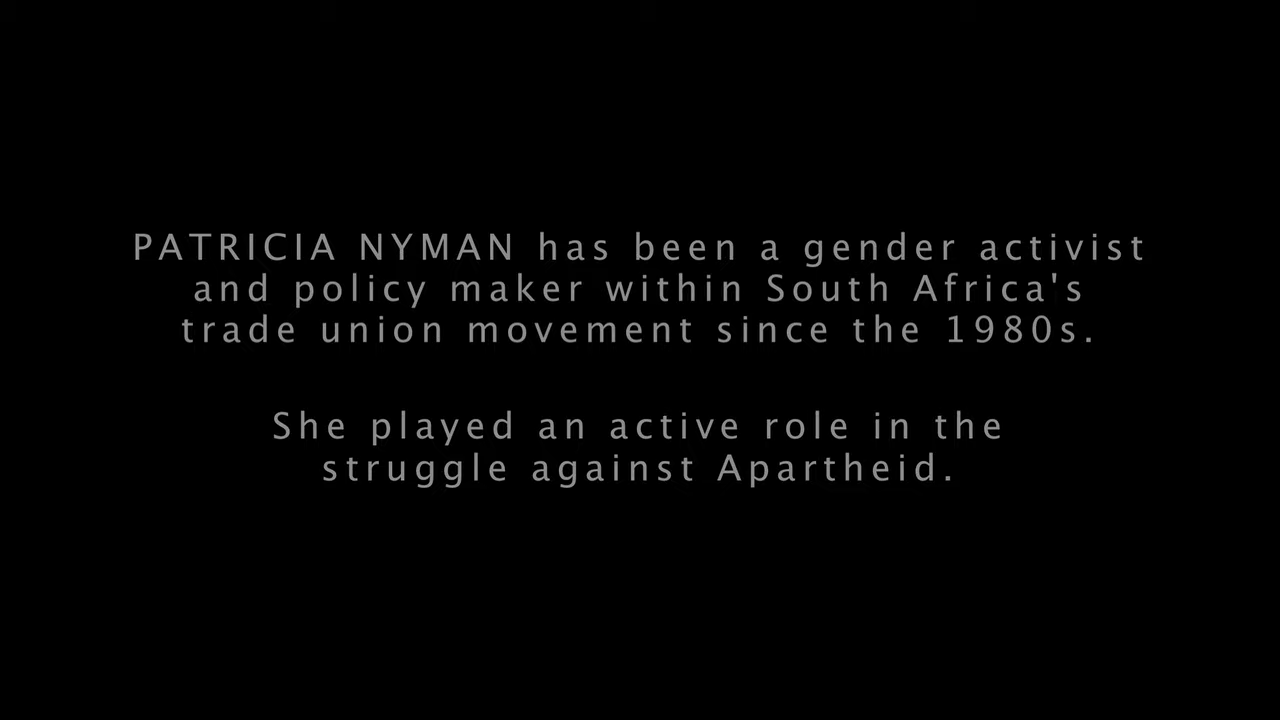 PATRICIA NYMAN has been a gender activist
and policy maker within South Africa's
trade union movement since the 1980s.
She played an active role in the
struggle against Apartheid.